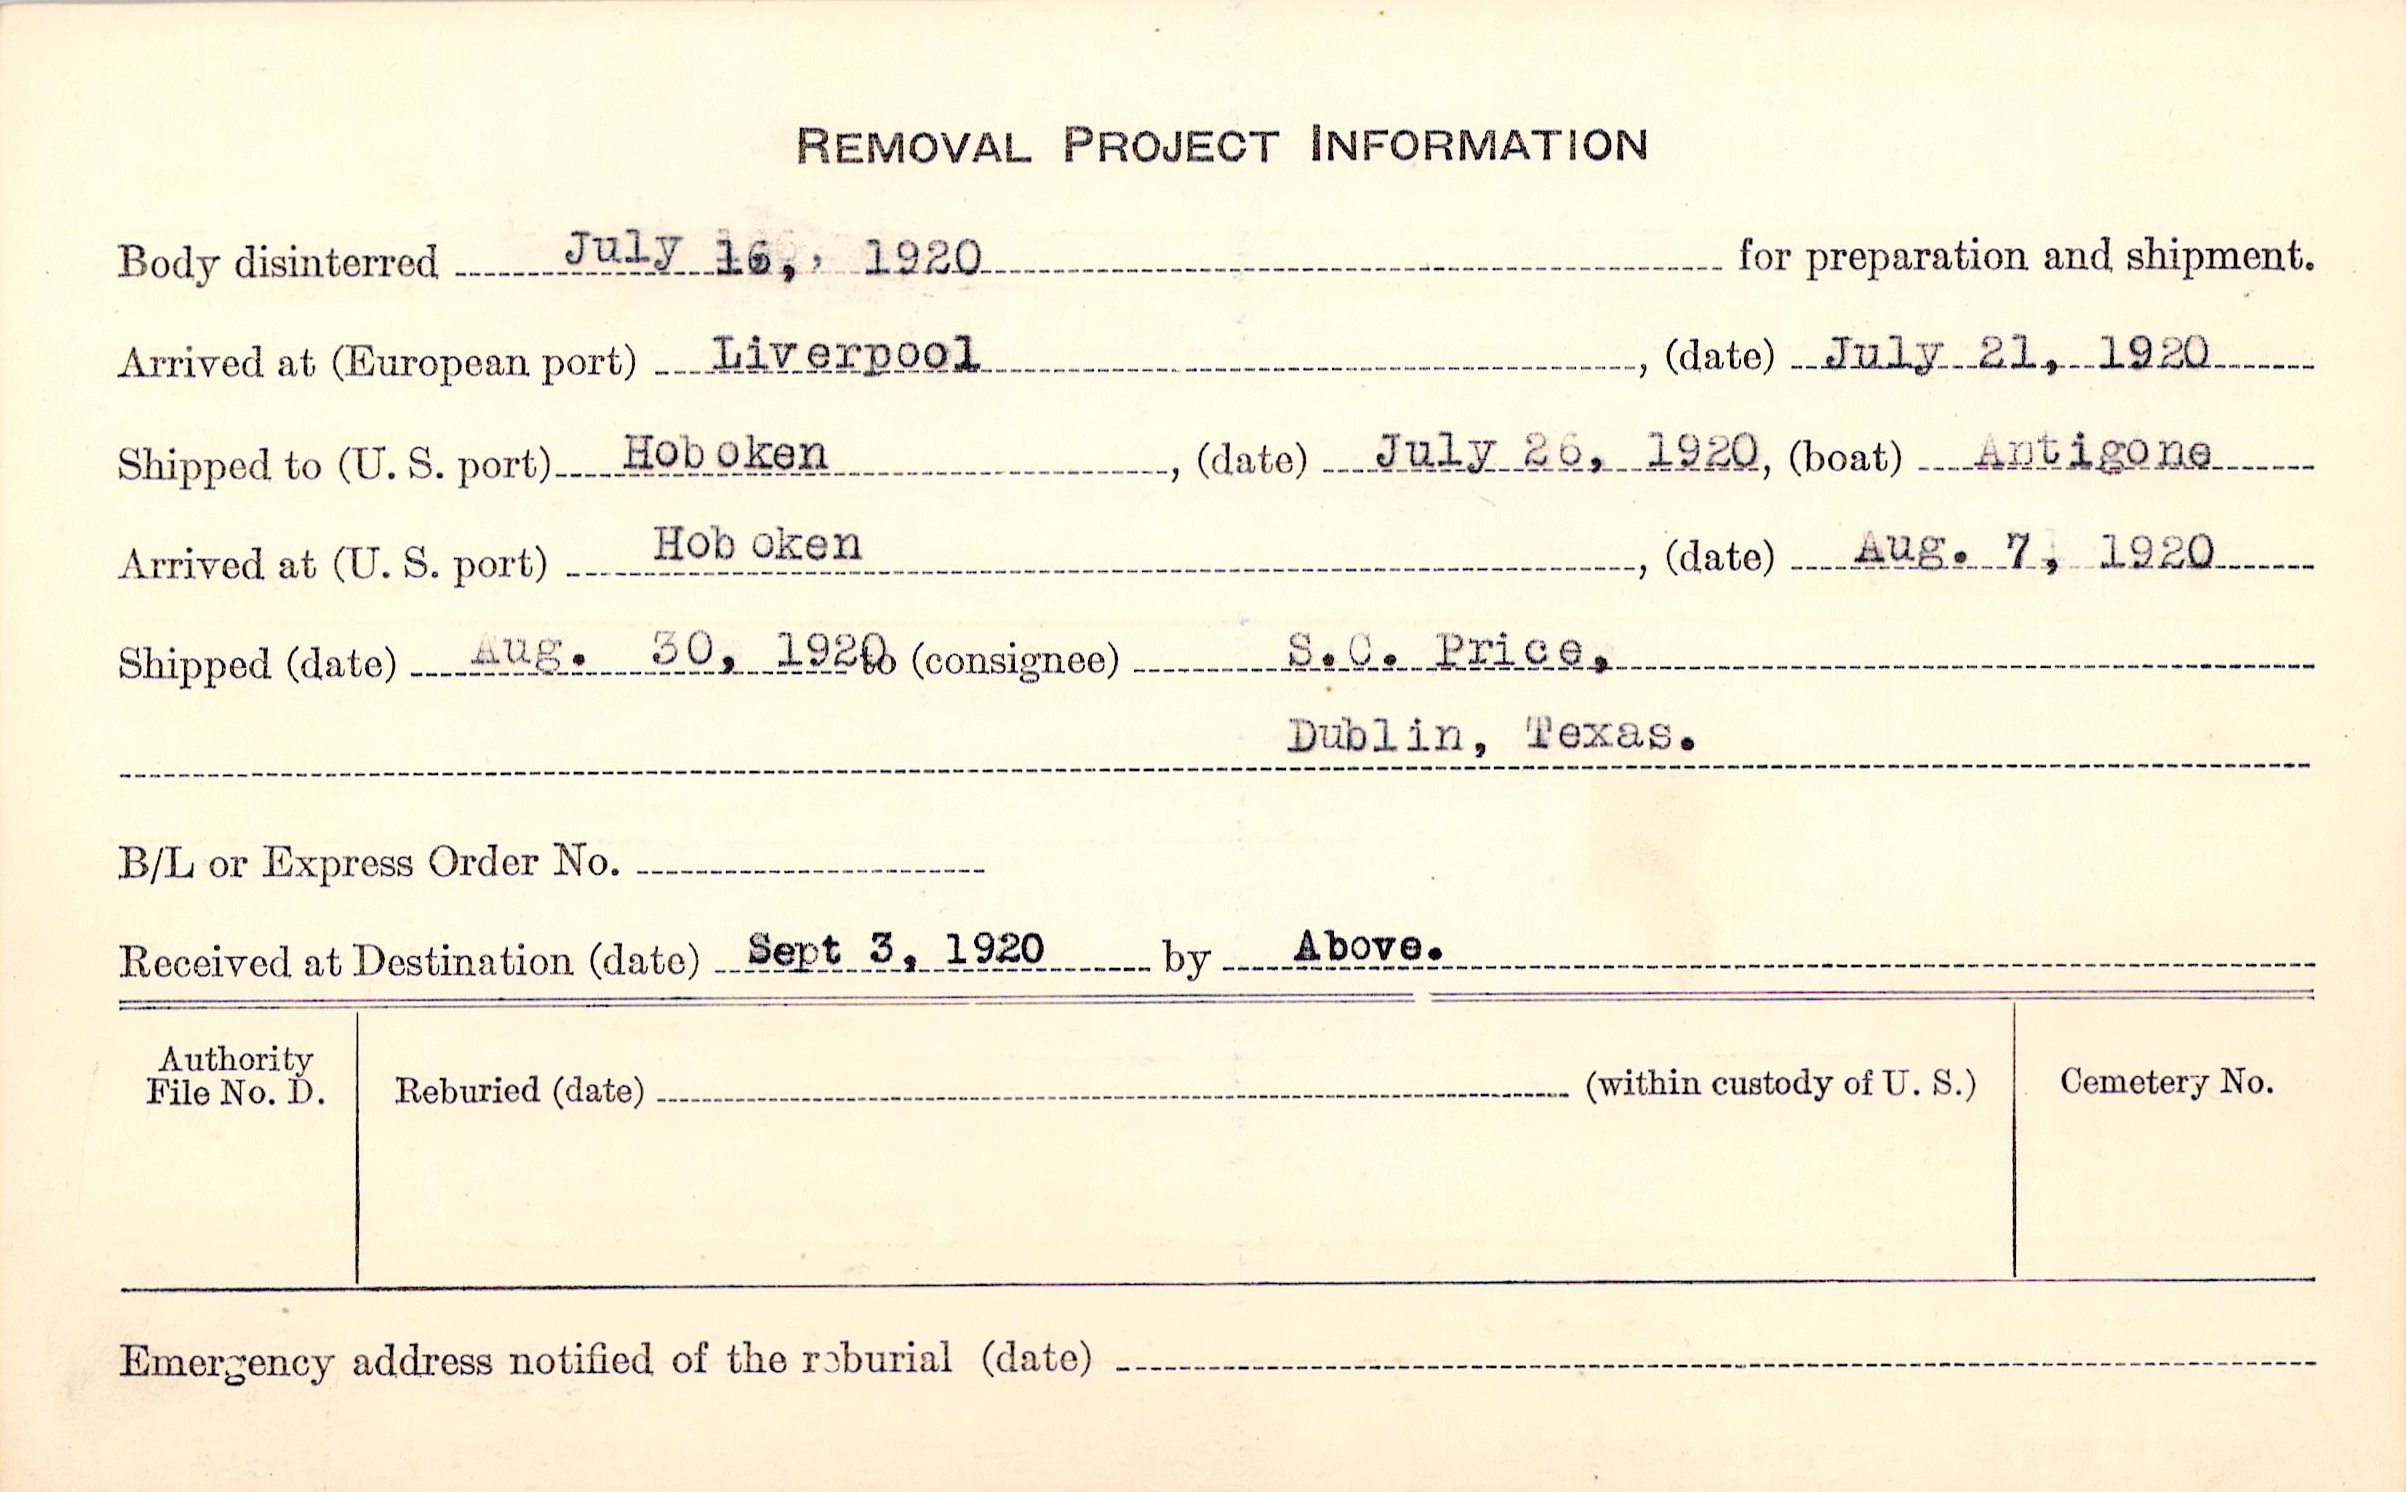 REMOVAL PROJECT INFORMATION
Body disinterred July 16, 1920 for preparation and shipment.
Arrived at (European port) Liverpool, (date) July 21, 1920
Shipped to (U. S. port) Hoboken, (date) July 26, 1920, (boat) Antigone
Arrived at (U. S. port) Hoboken, (date) Aug. 7, 1920
Shipped (date) Aug. 30, 1920 to (consignee) S.C. Price,
Dublin, Texas.
B/L or Express Order No.
Received at Destination (date) Sept 3, 1920 by Above.
Authority
File No. D.
Reburied (date) (within custody of U. S.)
Cemetery No.
Emergency address notified of the reburial (date)